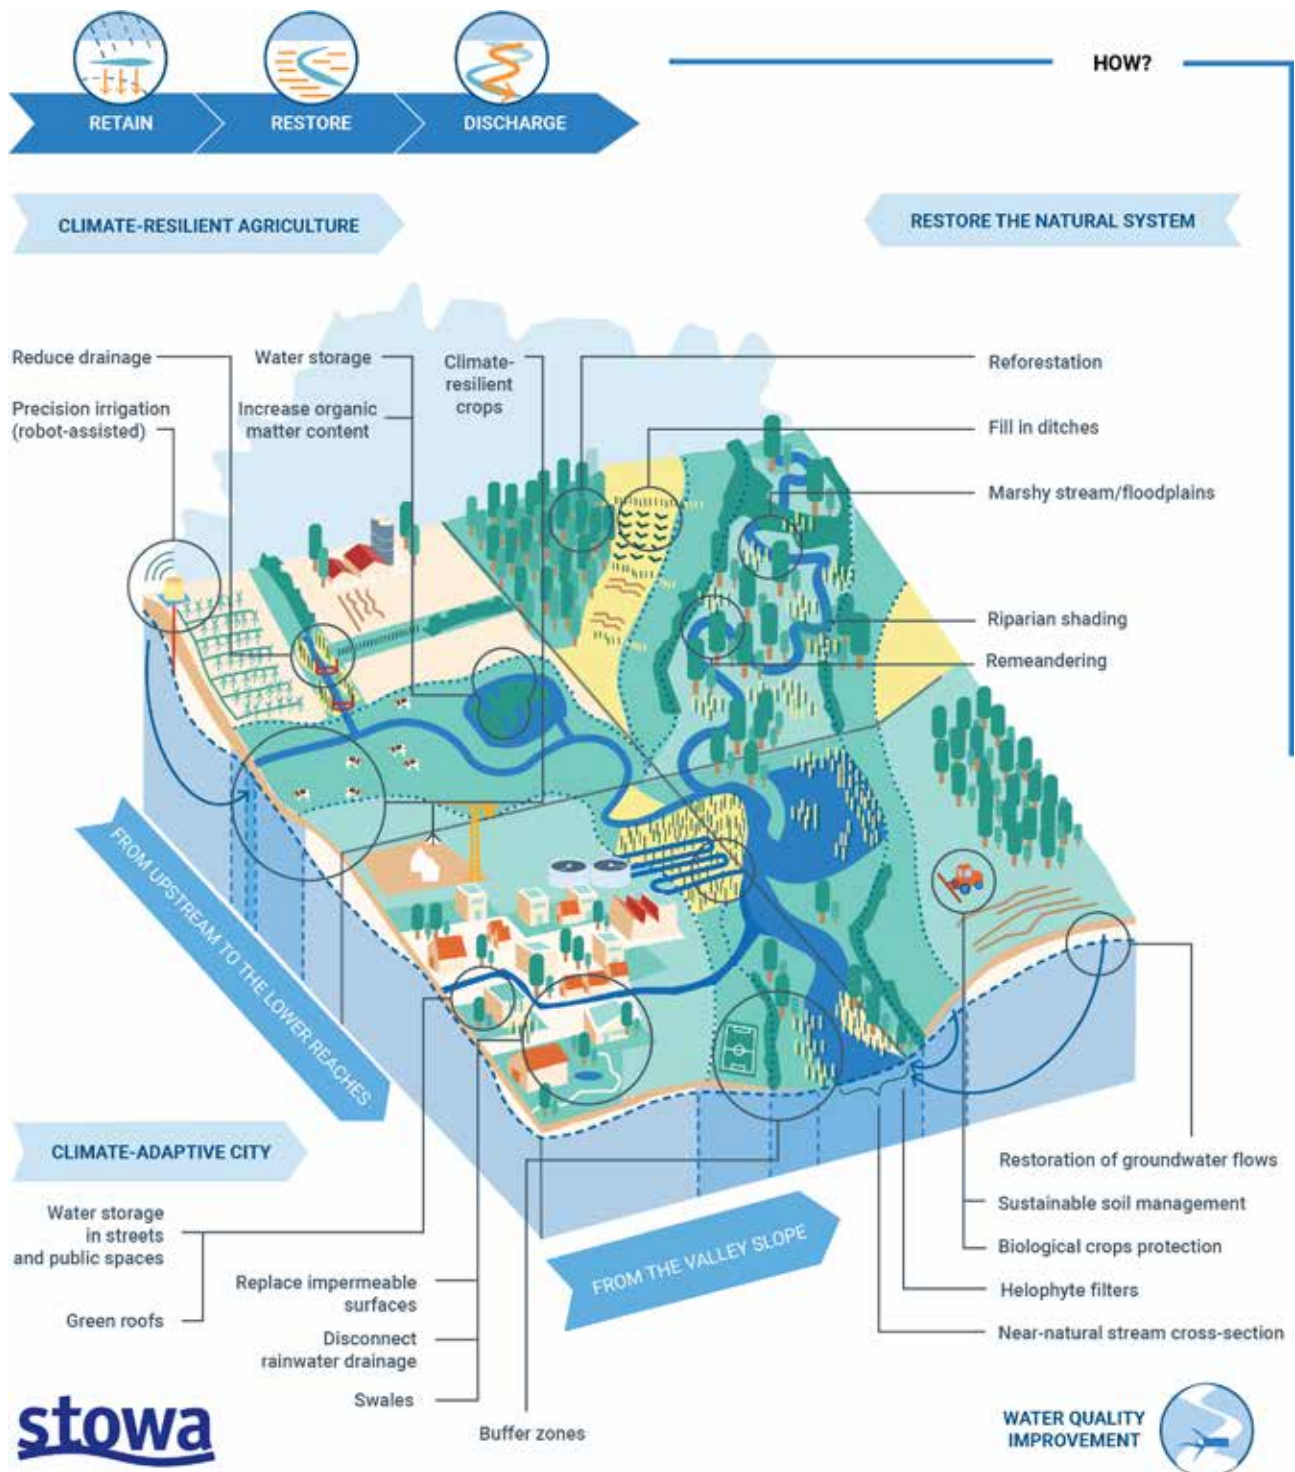 HOW?
RETAIN
RESTORE
DISCHARGE
CLIMATE-RESILIENT AGRICULTURE
RESTORE THE NATURAL SYSTEM
Reduce drainage
Precision irrigation
(robot-assisted)
Water storage
Increase organic
matter content
Climate-
resilient
crops
Reforestation
Fill in ditches
Marshy stream/floodplains
Riparian shading
Remeandering
FROM UPSTREAM TO THE LOWER REACHES
CLIMATE-ADAPTIVE CITY
Water storage
in streets
and public spaces
Green roofs
Replace impermeable
surfaces
Disconnect
rainwater drainage
Swales
Buffer zones
FROM THE VALLEY SLOPE
Restoration of groundwater flows
Sustainable soil management
Biological crops protection
Helophyte filters
Near-natural stream cross-section
stowa
WATER QUALITY
IMPROVEMENT